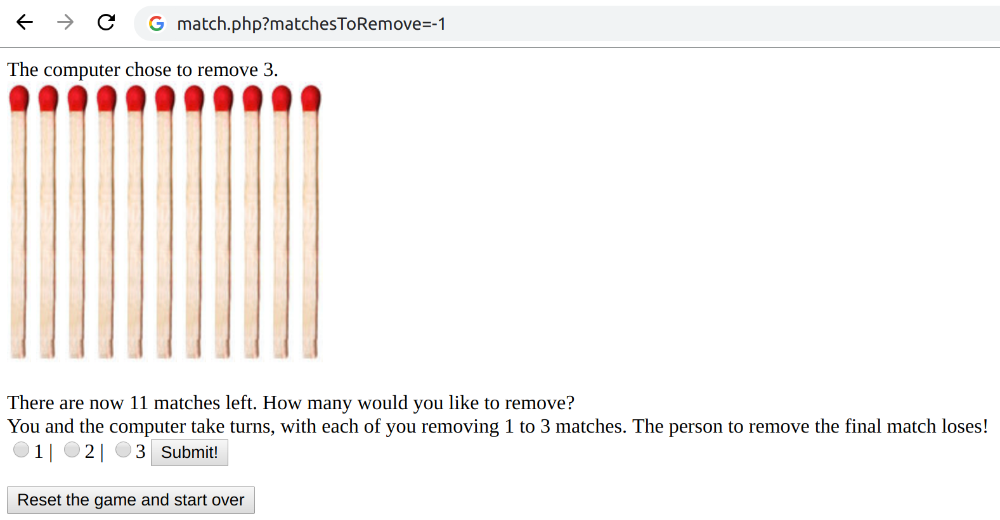 match.php?matchesToRemove=-1
The computer chose to remove 3.
There are now 11 matches left. How many would you like to remove?
You and the computer take turns, with each of you removing 1 to 3 matches. The person to remove the final match loses!
1 | 2 | 3 Submit!
Reset the game and start over